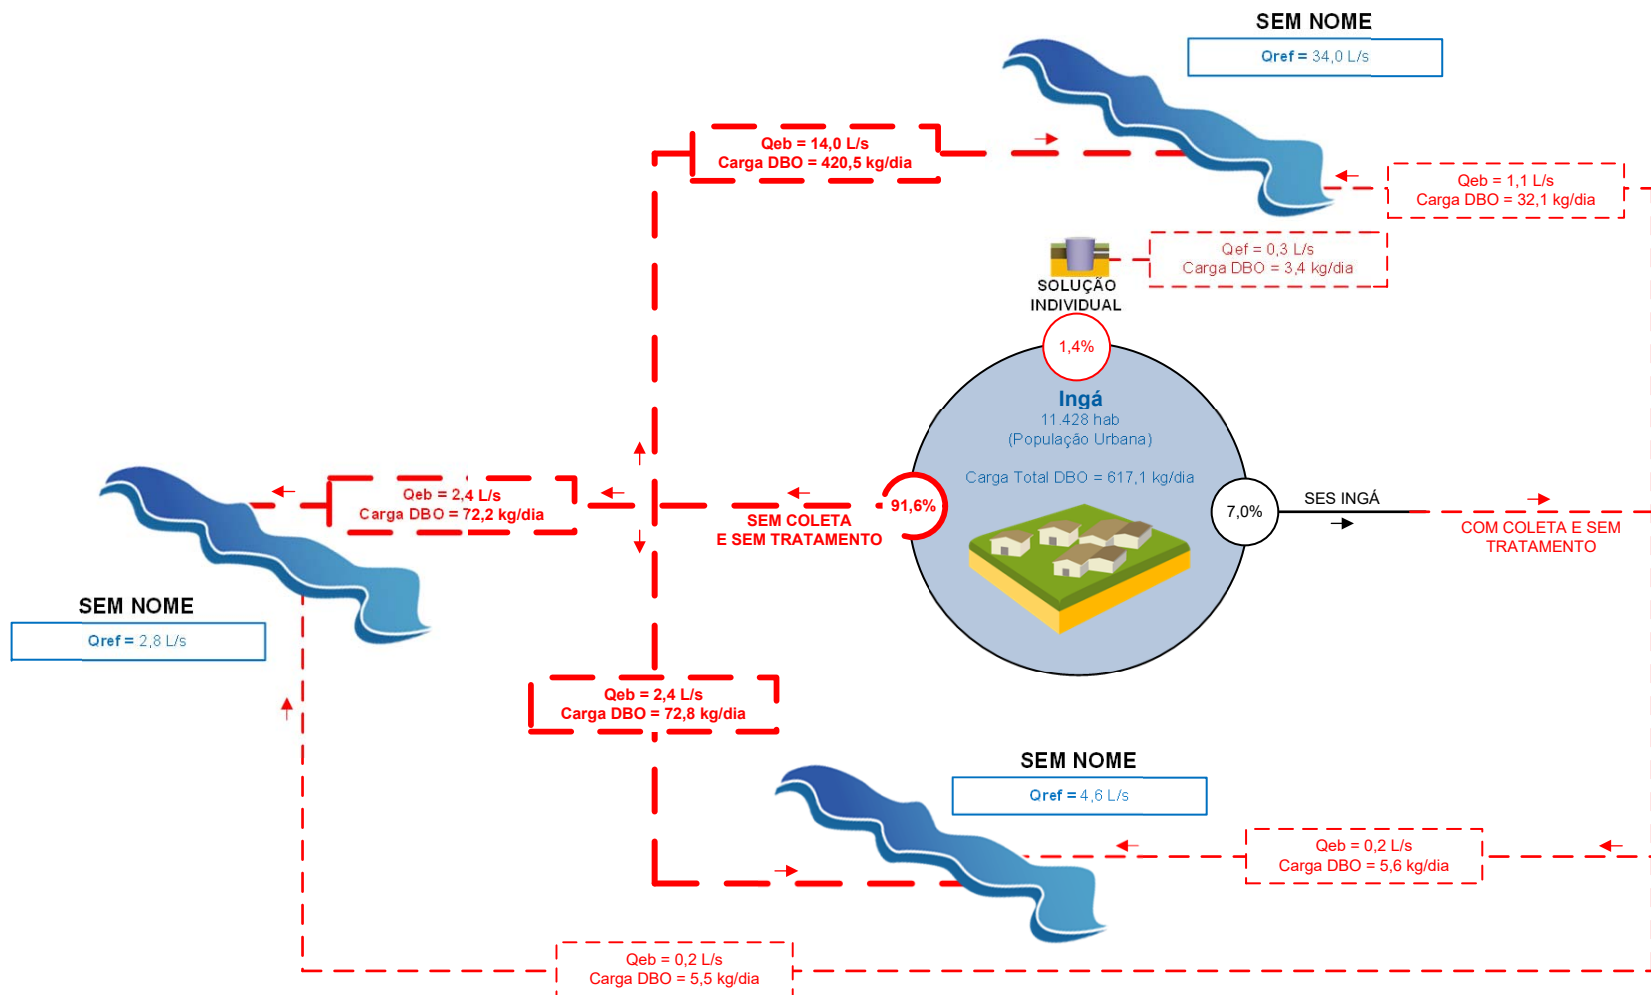 SEM NOME
Qref = 34,0 L/s
Qeb = 14,0 L/s
Carga DBO = 420,5 kg/dia
Qeb = 1,1 L/s
Carga DBO = 32,1 kg/dia
Qef = 0,3 L/s
Carga DBO = 3,4 kg/dia
SOLUÇÃO
INDIVIDUAL
1,4%
Ingá
11.428 hab
(População Urbana)
Carga Total DBO = 617,1 kg/dia
Qeb = 2,4 L/s
Carga DBO = 72,2 kg/dia
91,6%
SEM COLETA
E SEM TRATAMENTO
7,0%
SES INGÁ
COM COLETA E SEM
TRATAMENTO
SEM NOME
Qref = 2,8 L/s
Qeb = 2,4 L/s
Carga DBO = 72,8 kg/dia
SEM NOME
Qref = 4,6 L/s
Qeb = 0,2 L/s
Carga DBO = 5,6 kg/dia
Qeb = 0,2 L/s
Carga DBO = 5,5 kg/dia